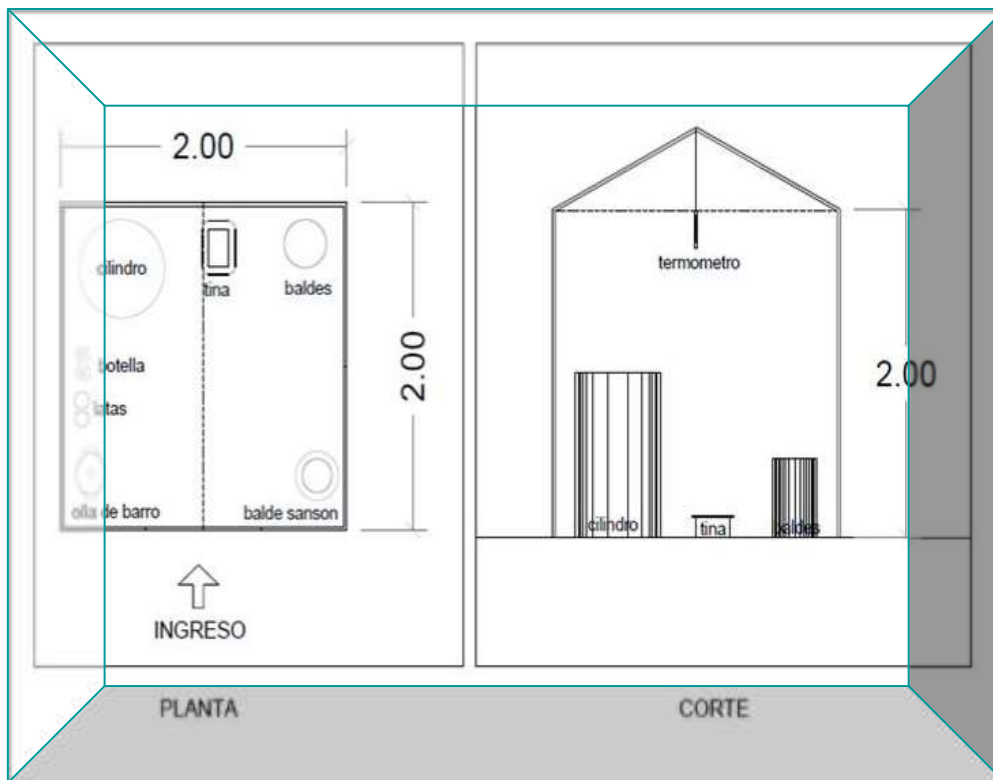 2.00
cilindro
tina
baldes
botella
latas
2.00
olla de barro
balde sanson
INGRESO
PLANTA
termometro
2.00
cilindro
tina
baldes
CORTE